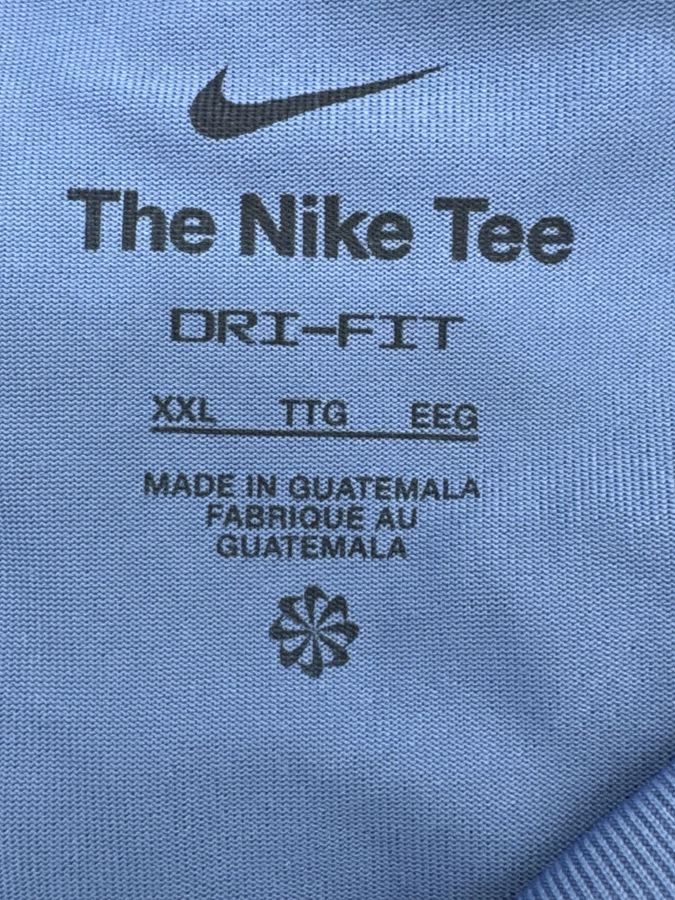 The Nike Tee
DRI-FIT
XXL TTG EEG
MADE IN GUATEMALA
FABRIQUE AU
GUATEMALA